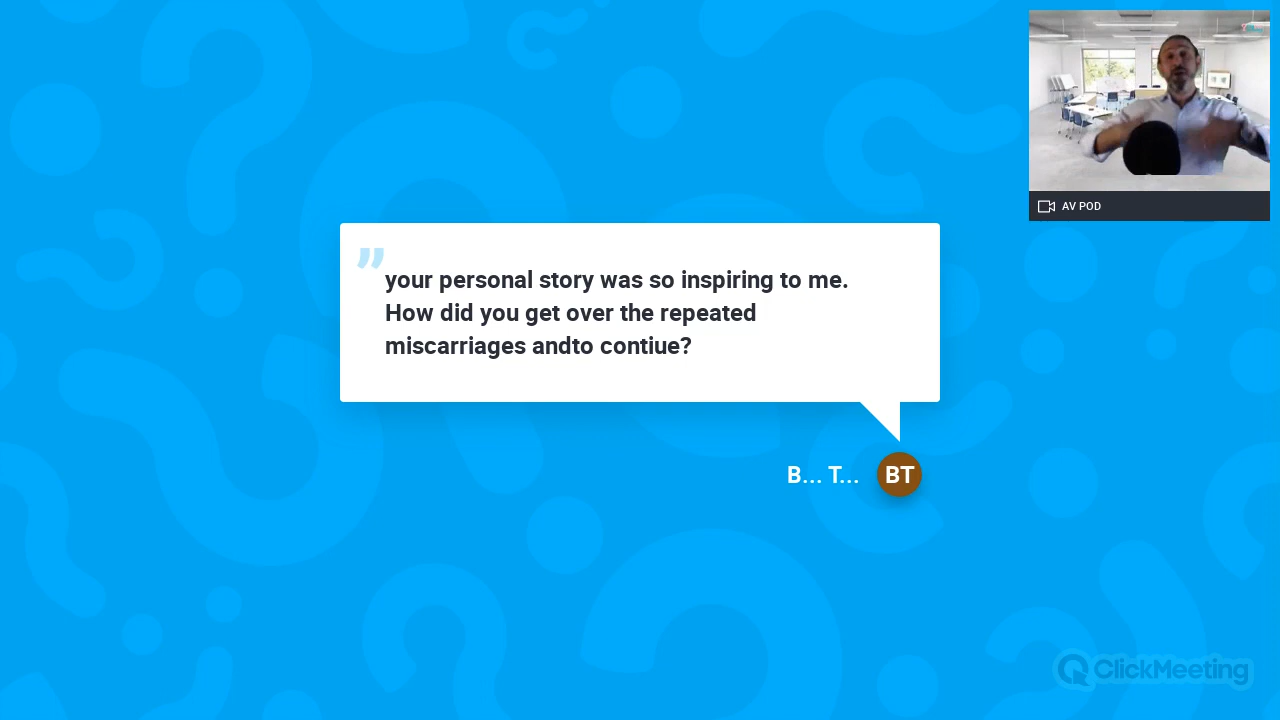 AV POD
your personal story was so inspiring to me.
How did you get over the repeated
miscarriages andto contiue?
B... T...
BT
ClickMeeting